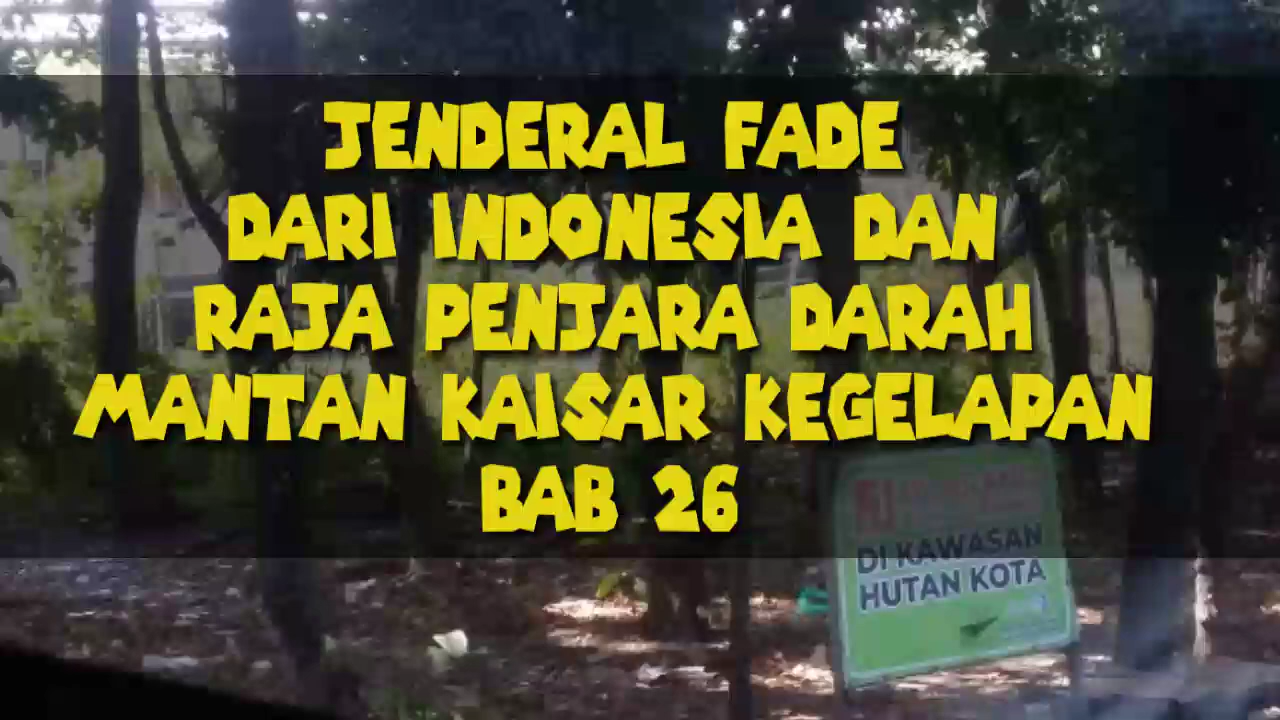 JENDERAL FADE
DARI INDONESIA DAN
RAJA PENJARA DARAH
MANTAN KAISAR KEGELAPAN
BAB 26
DI KAWASAN
HUTAN KOTA